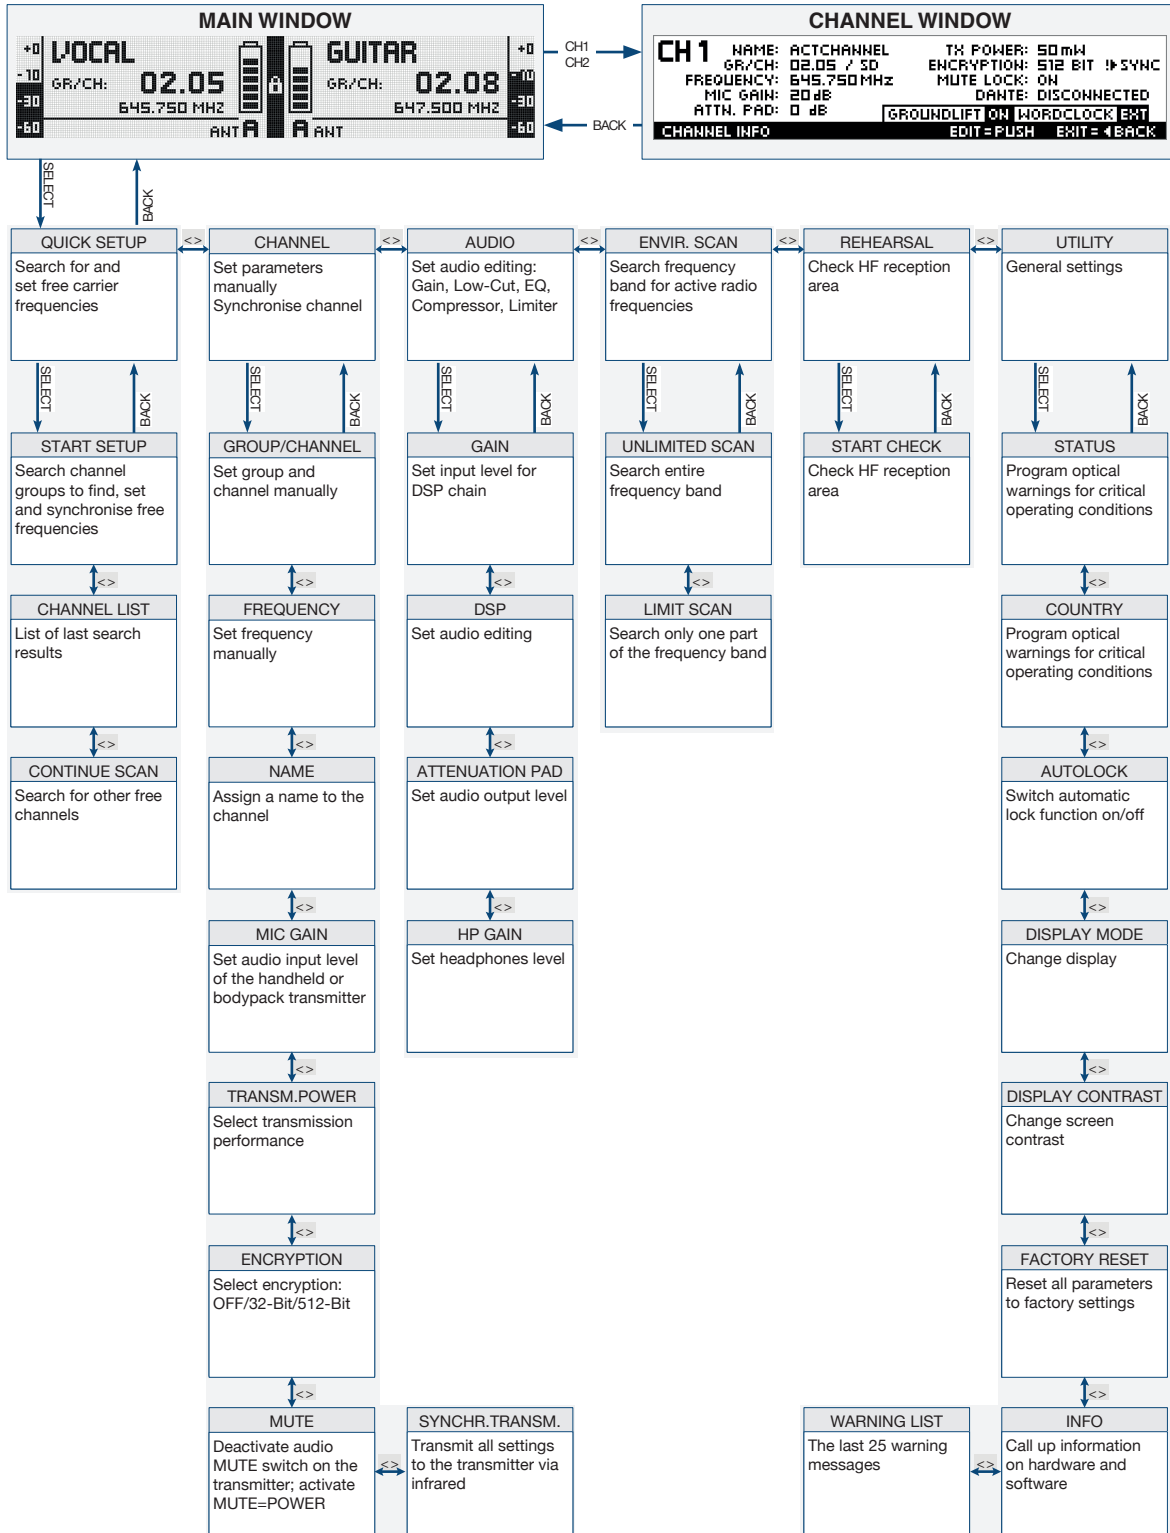 MAIN WINDOW
+0 VOCAL GUITAR +0
-10 GR/CH: 02.05 GR/CH: 02.08 -10
-30 645.750 MHZ 647.500 MHZ -30
-60 ANT A A ANT -60
CH1
CH2
BACK
CHANNEL WINDOW
CH 1 NAME: ACTCHANNEL TX POWER: 50 mW
GR/CH: 02.05 / SD ENCRYPTION: 512 BIT !▶SYNC
FREQUENCY: 645.750 MHz MUTE LOCK: ON
MIC GAIN: 20 dB DANTE: DISCONNECTED
ATTN. PAD: 0 dB GROUNDLIFT ON WORDCLOCK EXT
CHANNEL INFO EDIT=PUSH EXIT=◀BACK
SELECT
BACK
QUICK SETUP
Search for and
set free carrier
frequencies
<>
CHANNEL
Set parameters
manually
Synchronise channel
<>
AUDIO
Set audio editing:
Gain, Low-Cut, EQ,
Compressor, Limiter
<>
ENVIR. SCAN
Search frequency
band for active radio
frequencies
<>
REHEARSAL
Check HF reception
area
<>
UTILITY
General settings
SELECT
BACK
SELECT
BACK
SELECT
BACK
SELECT
BACK
SELECT
BACK
SELECT
BACK
START SETUP
Search channel
groups to find, set
and synchronise free
frequencies
<>
CHANNEL LIST
List of last search
results
<>
CONTINUE SCAN
Search for other free
channels
GROUP/CHANNEL
Set group and
channel manually
<>
FREQUENCY
Set frequency
manually
<>
NAME
Assign a name to the
channel
<>
MIC GAIN
Set audio input level
of the handheld or
bodypack transmitter
<>
TRANSM.POWER
Select transmission
performance
<>
ENCRYPTION
Select encryption:
OFF/32-Bit/512-Bit
<>
MUTE
Deactivate audio
MUTE switch on the
transmitter; activate
MUTE=POWER
<>
SYNCHR.TRANSM.
Transmit all settings
to the transmitter via
infrared
GAIN
Set input level for
DSP chain
<>
DSP
Set audio editing
<>
ATTENUATION PAD
Set audio output level
<>
HP GAIN
Set headphones level
UNLIMITED SCAN
Search entire
frequency band
<>
LIMIT SCAN
Search only one part
of the frequency band
START CHECK
Check HF reception
area
STATUS
Program optical
warnings for critical
operating conditions
<>
COUNTRY
Program optical
warnings for critical
operating conditions
<>
AUTOLOCK
Switch automatic
lock function on/off
<>
DISPLAY MODE
Change display
<>
DISPLAY CONTRAST
Change screen
contrast
<>
FACTORY RESET
Reset all parameters
to factory settings
<>
INFO
Call up information
on hardware and
software
<>
WARNING LIST
The last 25 warning
messages